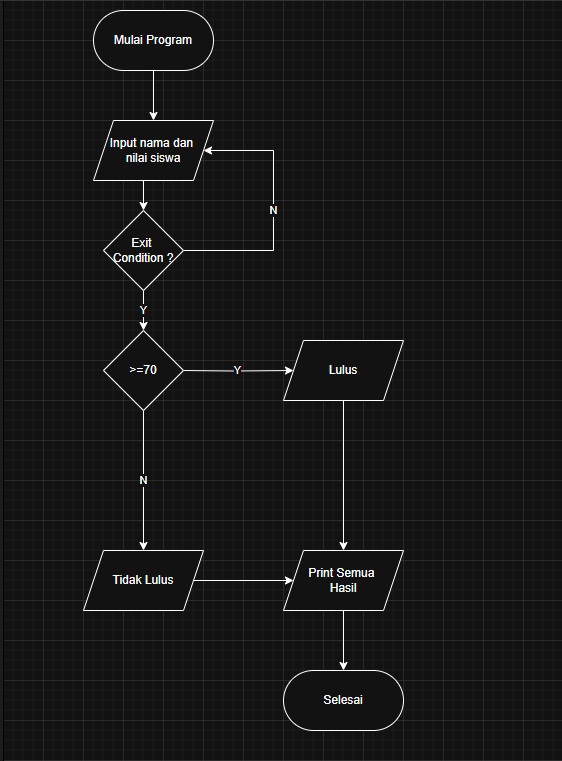 Mulai Program
Input nama dan
nilai siswa
N
Exit
Condition ?
Y
>=70
Y
Lulus
N
Tidak Lulus
Print Semua
Hasil
Selesai